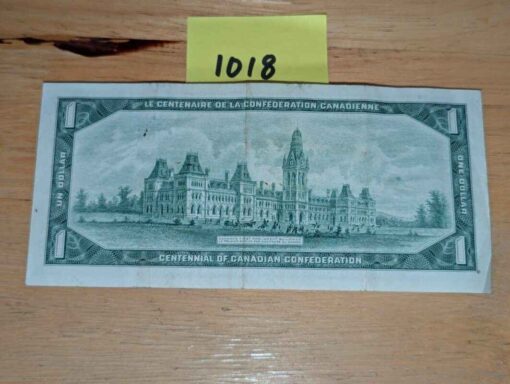 1018
LE CENTENAIRE DE LA CONFEDERATION CANADIENNE
1 1
UN DOLLAR
ONE DOLLAR
1 1
CENTENNIAL OF CANADIAN CONFEDERATION